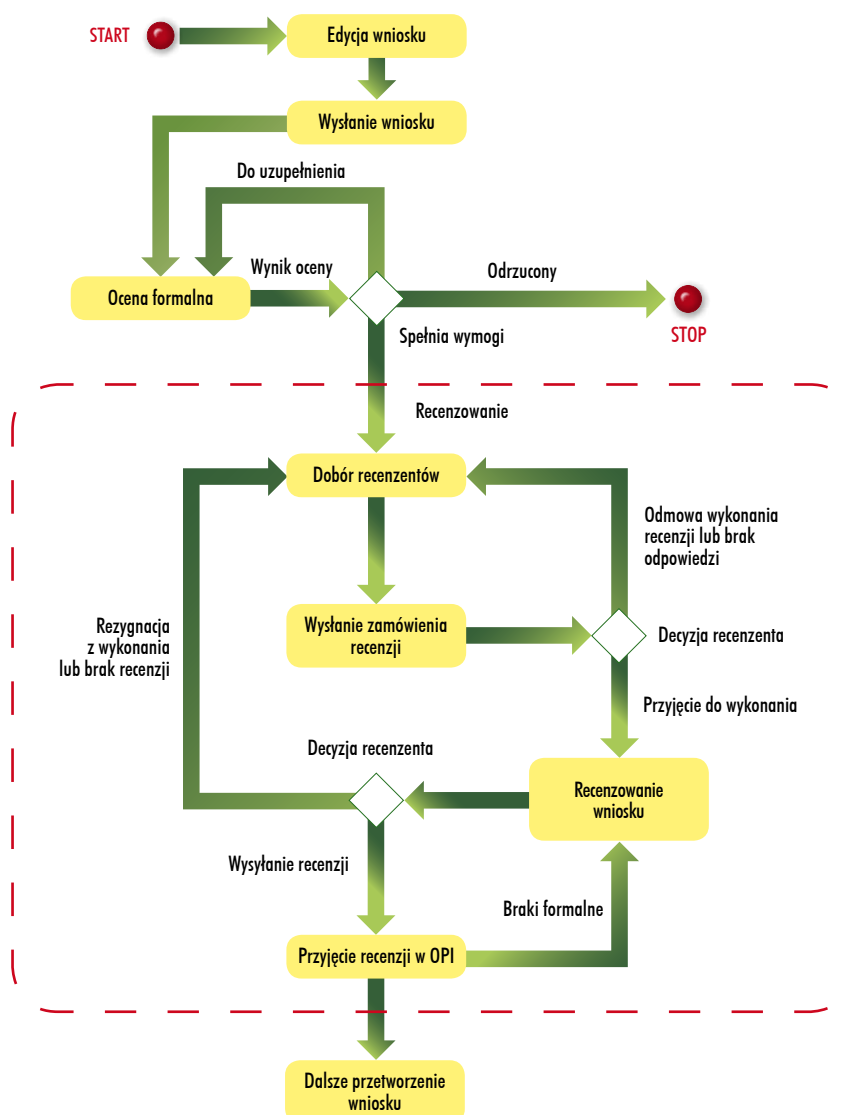 START
Edycja wniosku
Wysłanie wniosku
Do uzupełnienia
Wynik oceny
Odrzucony
Ocena formalna
Spełnia wymogi
STOP
Recenzowanie
Dobór recenzentów
Odmowa wykonania
recenzji lub brak
odpowiedzi
Wysłanie zamówienia
recenzji
Decyzja recenzenta
Rezygnacja
z wykonania
lub brak recenzji
Przyjęcie do wykonania
Decyzja recenzenta
Recenzowanie
wniosku
Wysyłanie recenzji
Braki formalne
Przyjęcie recenzji w OPI
Dalsze przetworzenie
wniosku